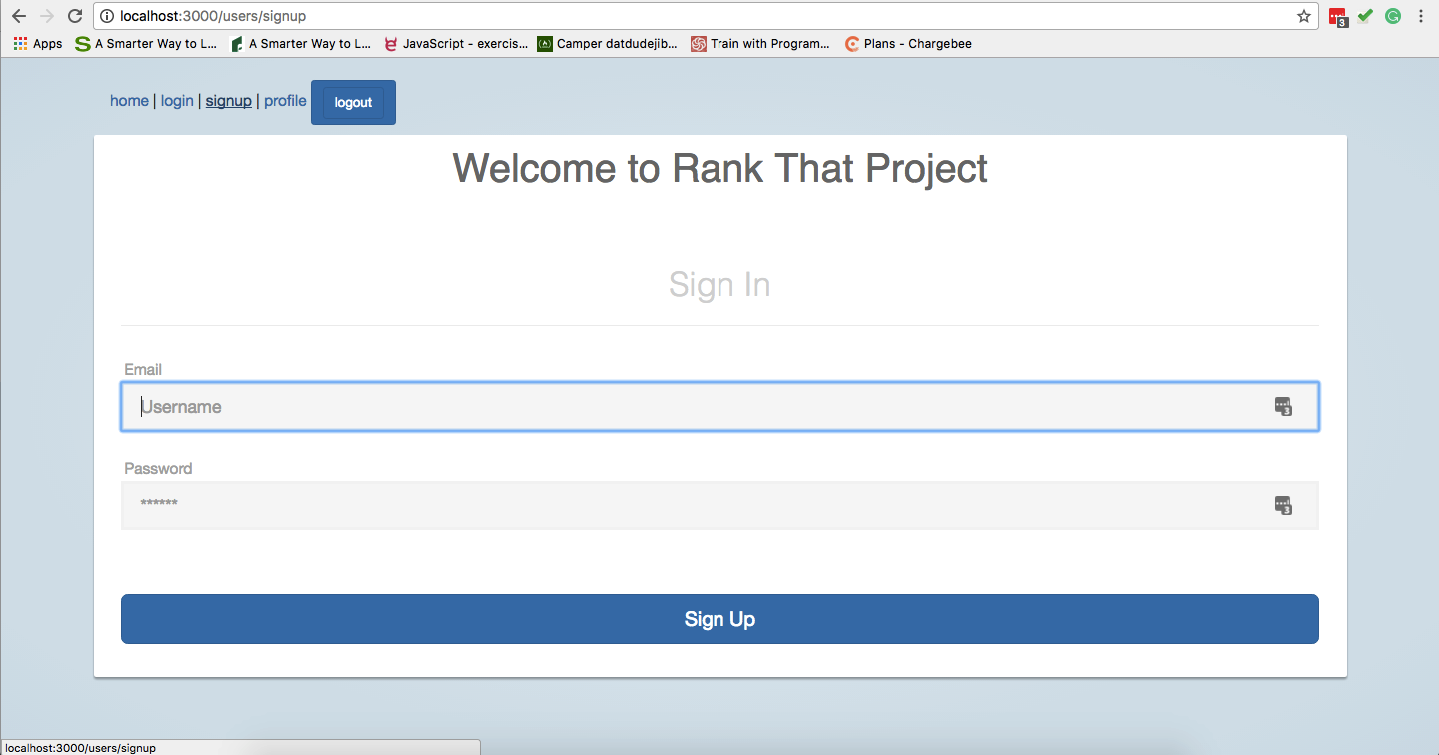 localhost:3000/users/signup
3
Apps A Smarter Way to L... A Smarter Way to L... JavaScript - exercis... Camper datdudejib... Train with Program... Plans - Chargebee
home | login | signup | profile logout
Welcome to Rank That Project
Sign In
Email
Username
3
Password
******
3
Sign Up
localhost:3000/users/signup